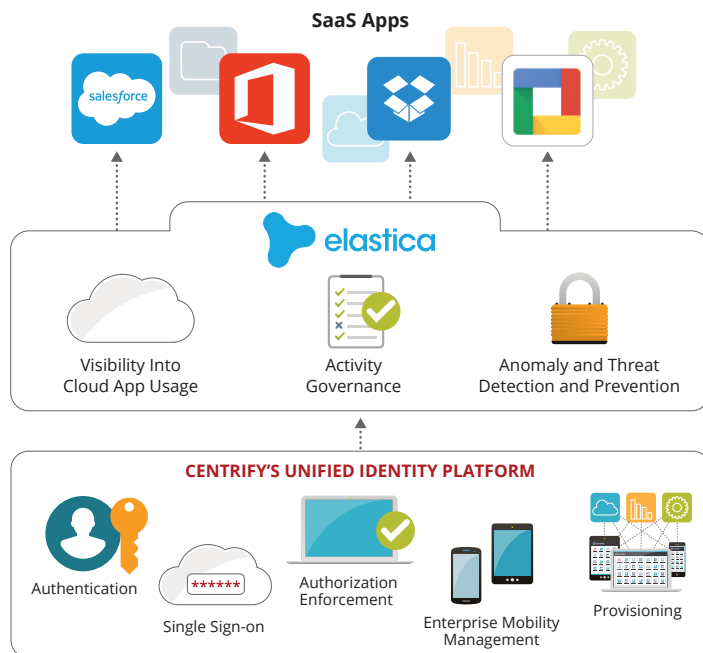 SaaS Apps
salesforce
elastica
Visibility Into
Cloud App Usage
Activity
Governance
Anomaly and Threat
Detection and Prevention
CENTRIFY'S UNIFIED IDENTITY PLATFORM
Authentication
******
Single Sign-on
Authorization
Enforcement
Enterprise Mobility
Management
Provisioning